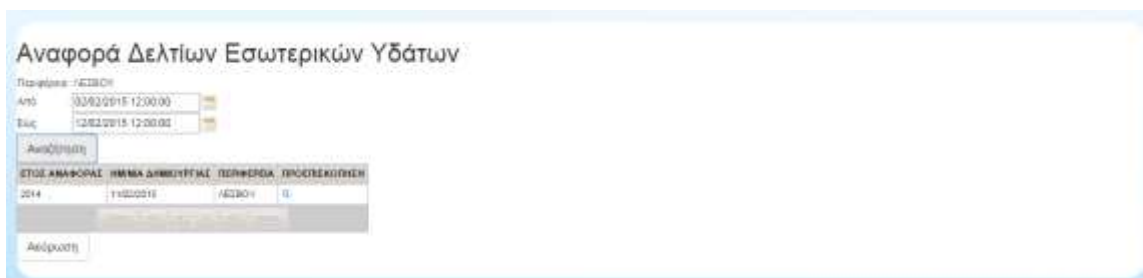 Αναφορά Δελτίων Εσωτερικών Υδάτων
Περιφέρεια: ΛΕΣΒΟΥ
Από 02/02/2015 12:00:00
Έως 12/02/2015 12:00:00
Αναζήτηση
ΕΤΟΣ ΑΝΑΦΟΡΑΣ ΗΜ/ΝΙΑ ΔΗΜΙΟΥΡΓΙΑΣ ΠΕΡΙΦΕΡΕΙΑ ΠΡΟΕΠΙΣΚΟΠΗΣΗ
2014 11/02/2015 ΛΕΣΒΟΥ
Ακύρωση